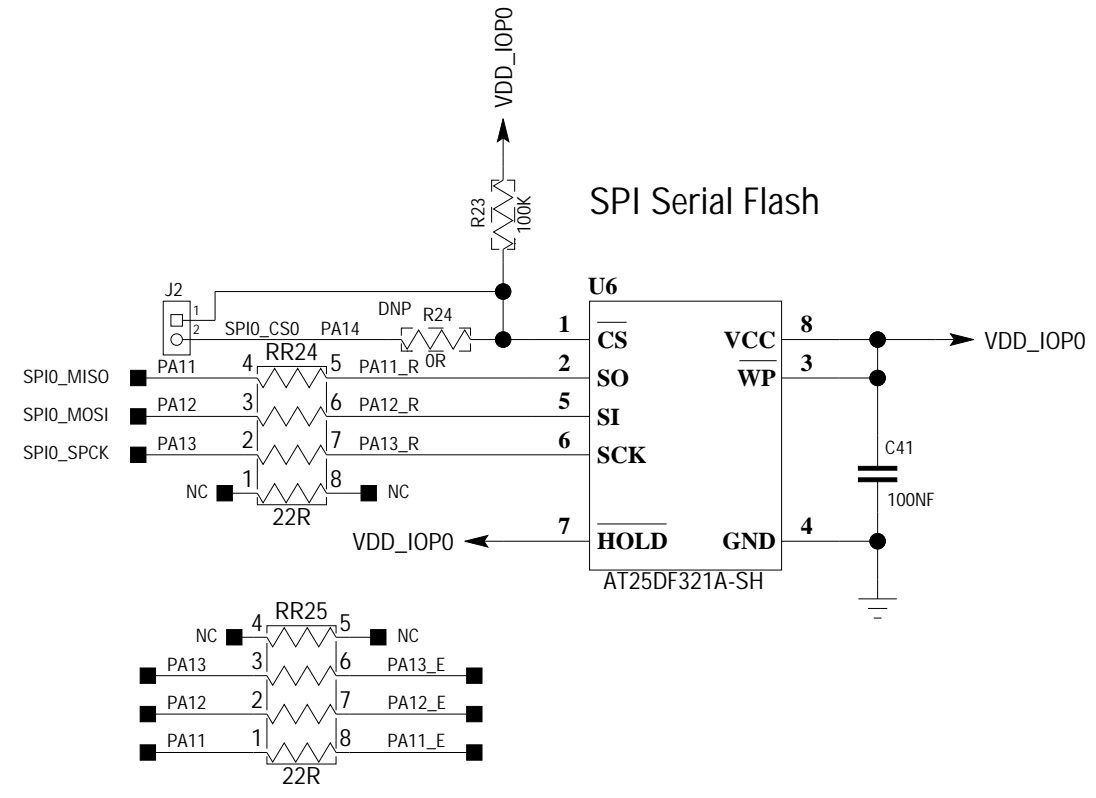 VDD_IOP0
R23
100K
SPI Serial Flash
J2
1
2
SPI0_CS0 PA14
DNP
R24
0R
U6
1 CS
VCC 8
VDD_IOP0
RR24
SPI0_MISO PA11 4 5 PA11_R 2 SO
WP 3
SPI0_MOSI PA12 3 6 PA12_R 5 SI
SPI0_SPCK PA13 2 7 PA13_R 6 SCK
C41
100NF
NC 1 8 NC
22R
VDD_IOP0 7 HOLD
GND 4
AT25DF321A-SH
RR25
NC 4 5 NC
PA13 3 6 PA13_E
PA12 2 7 PA12_E
PA11 1 8 PA11_E
22R